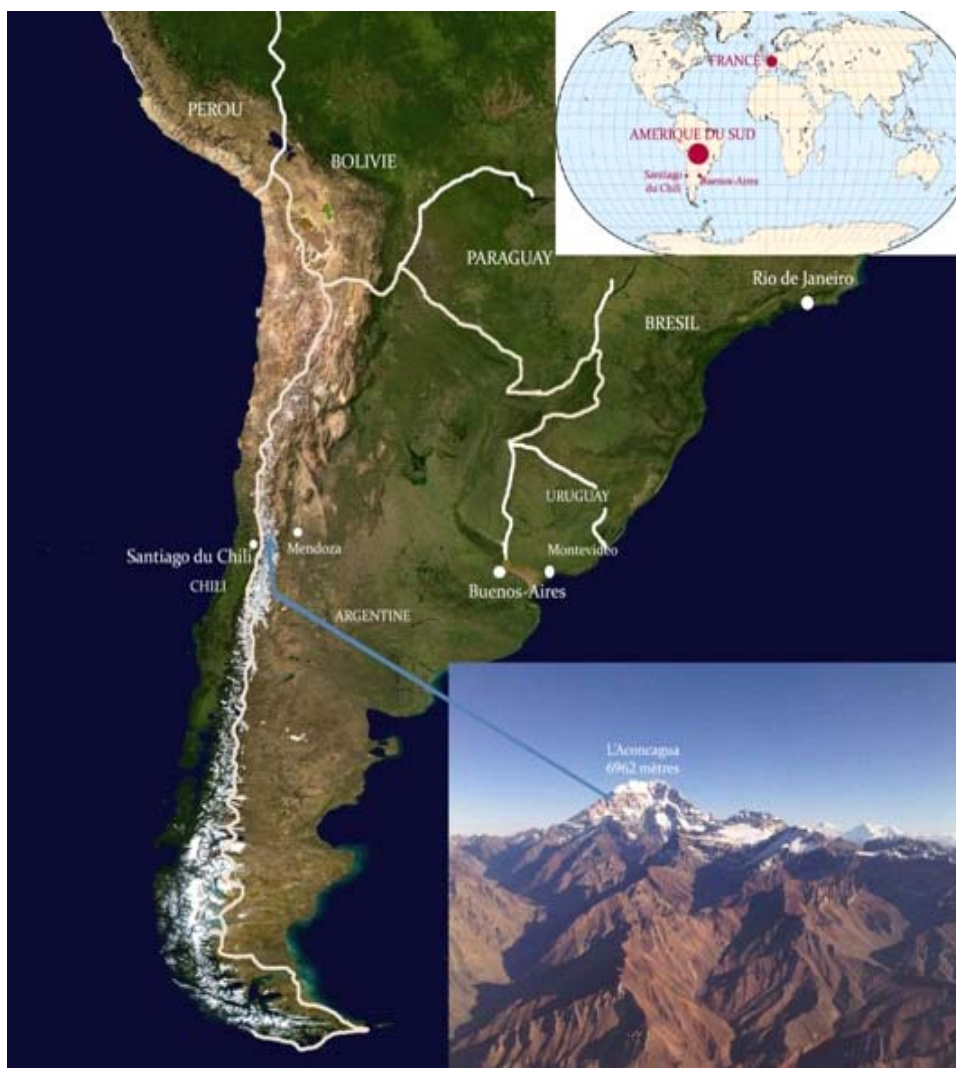 FRANCE
AMERIQUE DU SUD
Santiago
du Chili
Buenos-Aires
PEROU
BOLIVIE
PARAGUAY
Rio de Janeiro
BRESIL
URUGUAY
Mendoza
Santiago du Chili
Montevideo
CHILI
Buenos-Aires
ARGENTINE
L'Aconcagua
6962 mètres